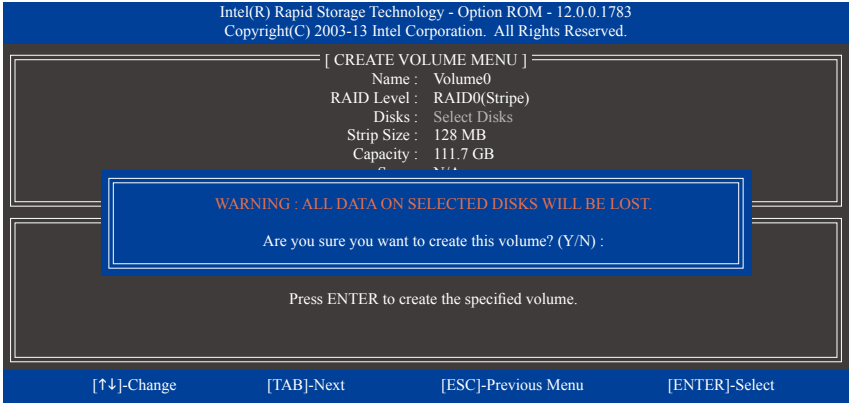 Intel(R) Rapid Storage Technology - Option ROM - 12.0.0.1783
Copyright(C) 2003-13 Intel Corporation. All Rights Reserved.
[ CREATE VOLUME MENU ]
Name : Volume0
RAID Level : RAID0(Stripe)
Disks : Select Disks
Strip Size : 128 MB
Capacity : 111.7 GB
WARNING : ALL DATA ON SELECTED DISKS WILL BE LOST.
Are you sure you want to create this volume? (Y/N) :
Press ENTER to create the specified volume.
[↑↓]-Change [TAB]-Next [ESC]-Previous Menu [ENTER]-Select